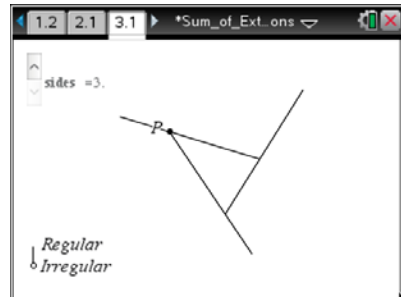 1.2 2.1 3.1 *Sum_of_Ext…ons
sides =3.
P
Regular
Irregular